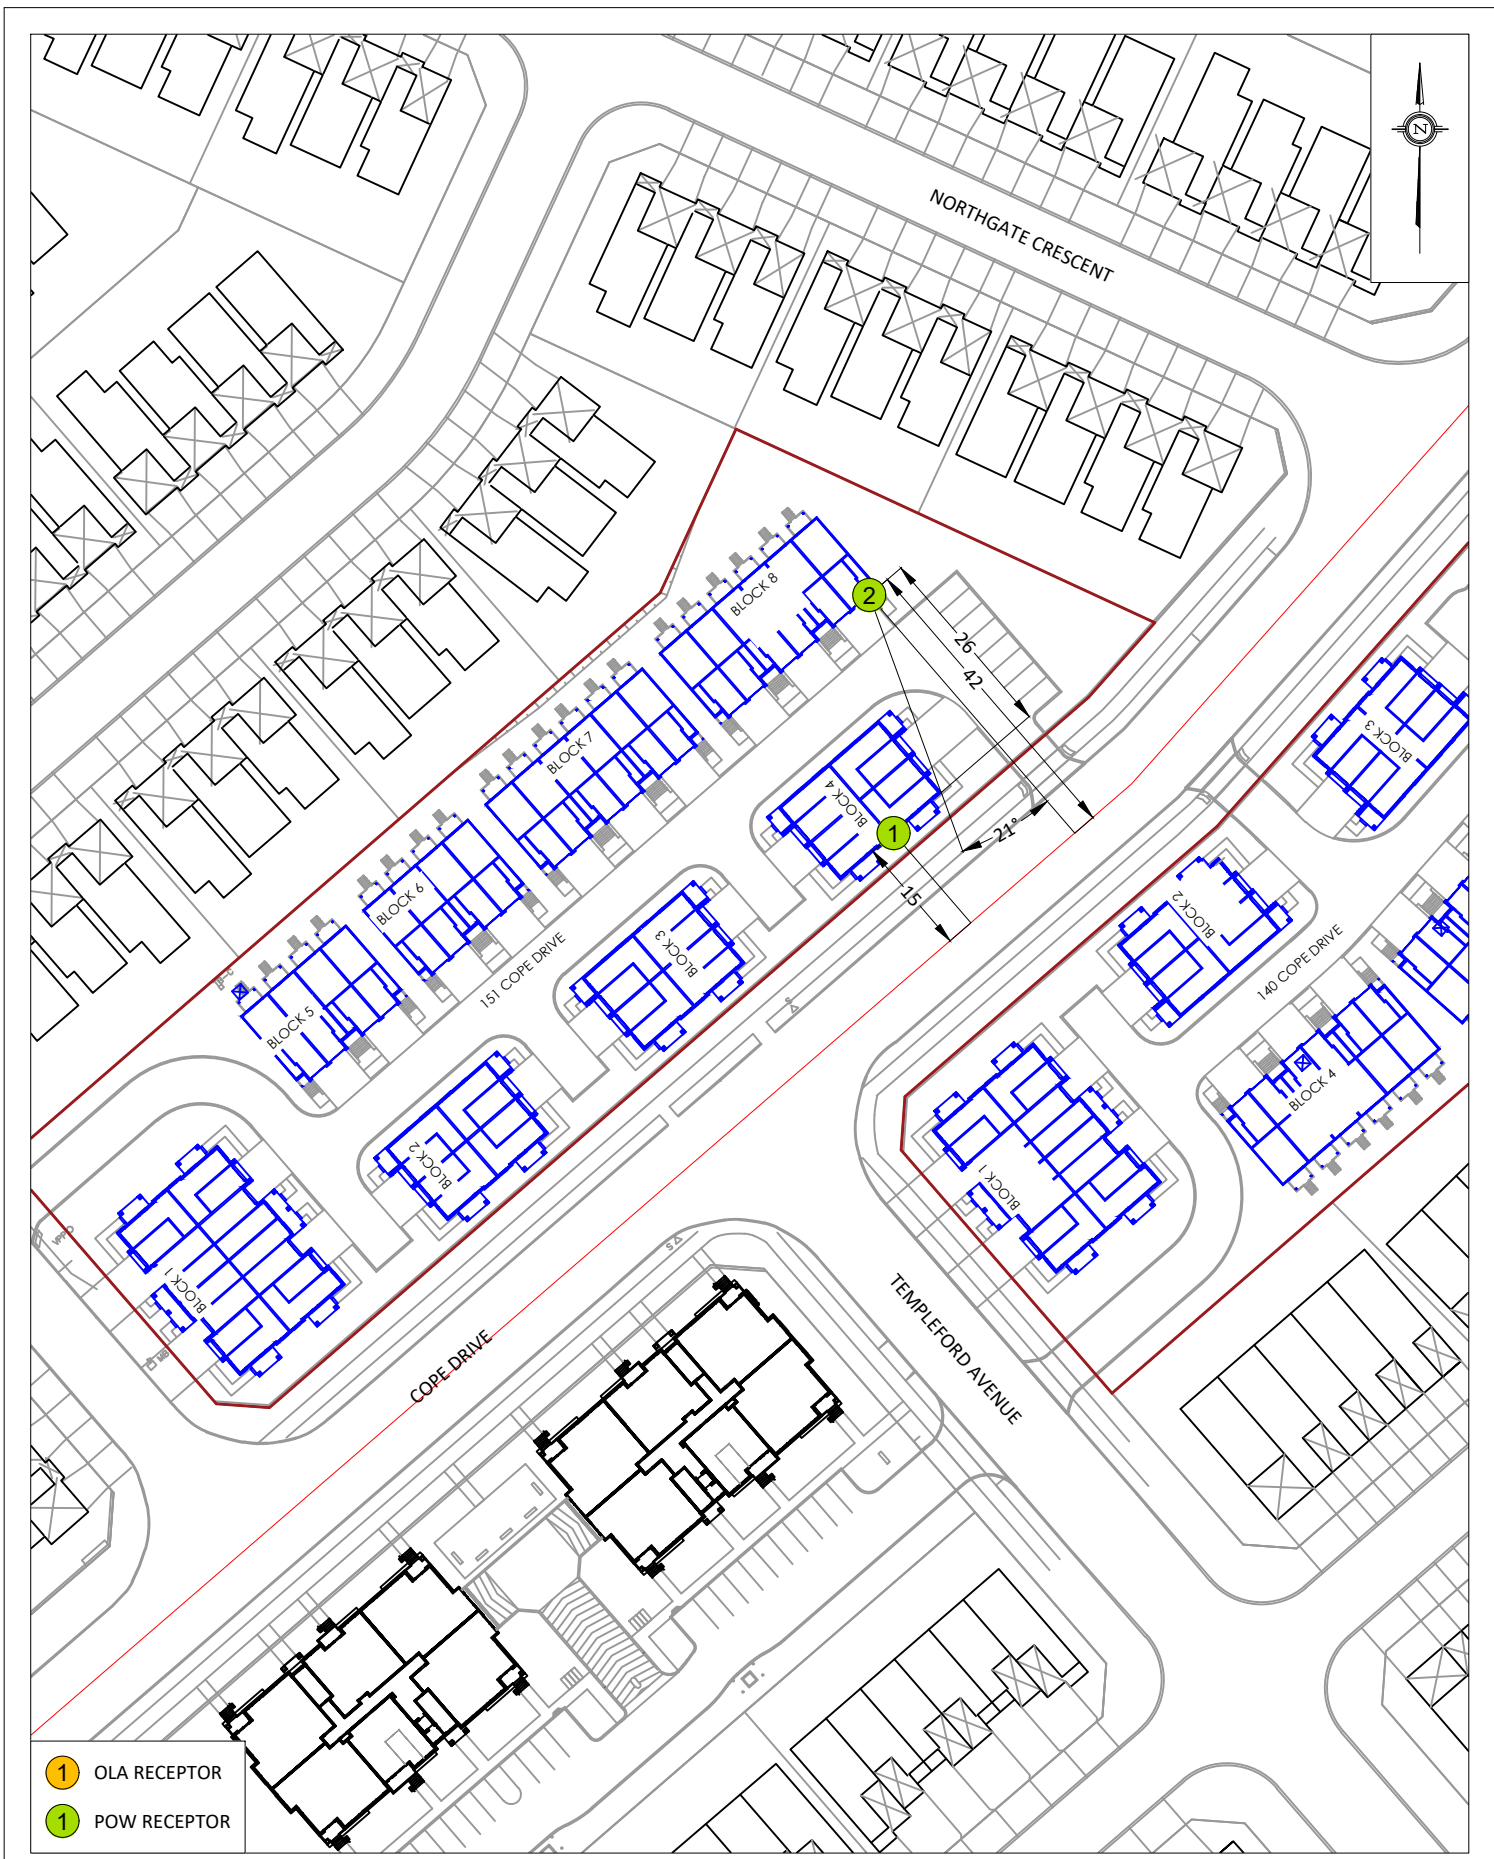 N
NORTHGATE CRESCENT
BLOCK 8
2
26
42
BLOCK 7
BLOCK 3
BLOCK 4
1
21°
15
BLOCK 6
BLOCK 2
BLOCK 3
151 COPE DRIVE
140 COPE DRIVE
BLOCK 5
BLOCK 4
BLOCK 2
BLOCK 1
VPP
BLOCK 1
S
S
MB
TEMPLEFORD AVENUE
COPE DRIVE
1 OLA RECEPTOR
1 POW RECEPTOR